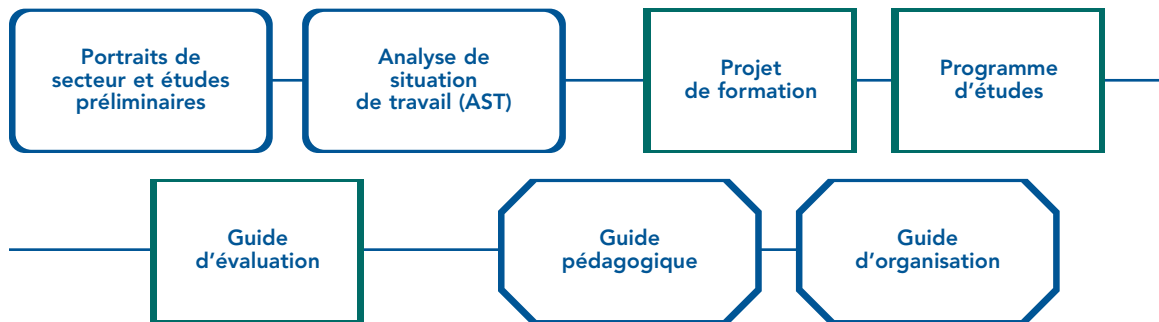 Portraits de
secteur et études
préliminaires
Analyse de
situation
de travail (AST)
Projet
de formation
Programme
d'études
Guide
d'évaluation
Guide
pédagogique
Guide
d'organisation